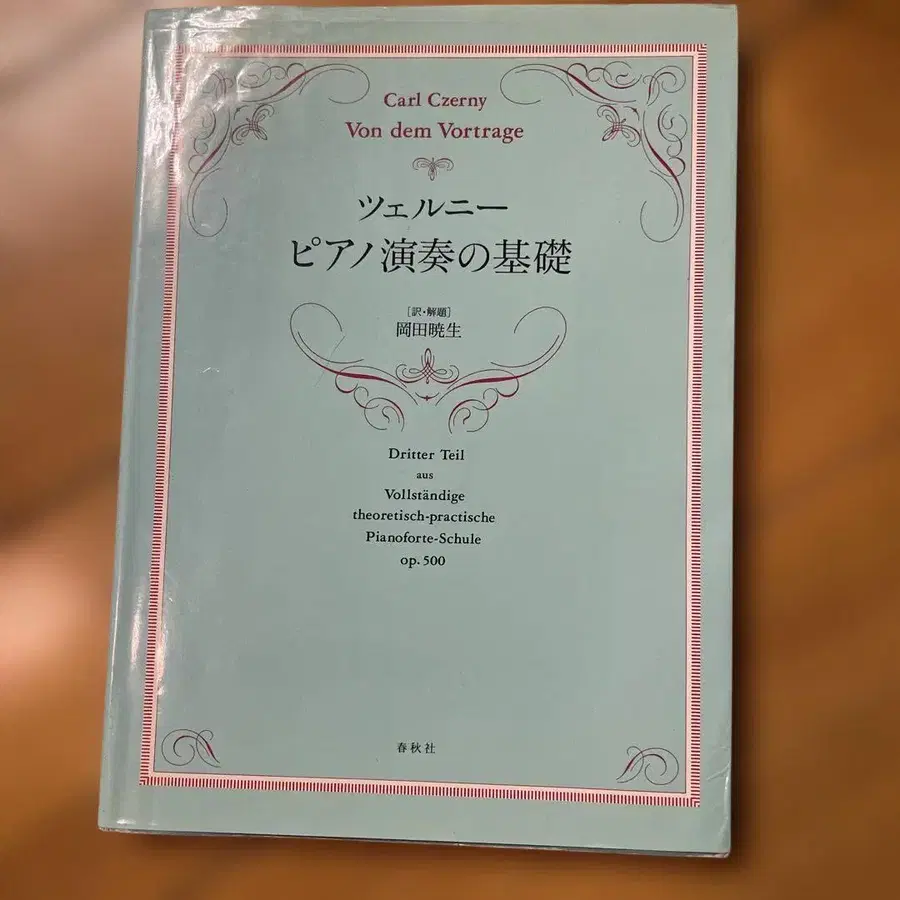 Carl Czerny
Von dem Vortrage
ツェルニー
ピアノ演奏の基礎
[訳・解題]
岡田暁生
Dritter Teil
aus
Vollständige
theoretisch-practische
Pianoforte-Schule
op. 500
春秋社